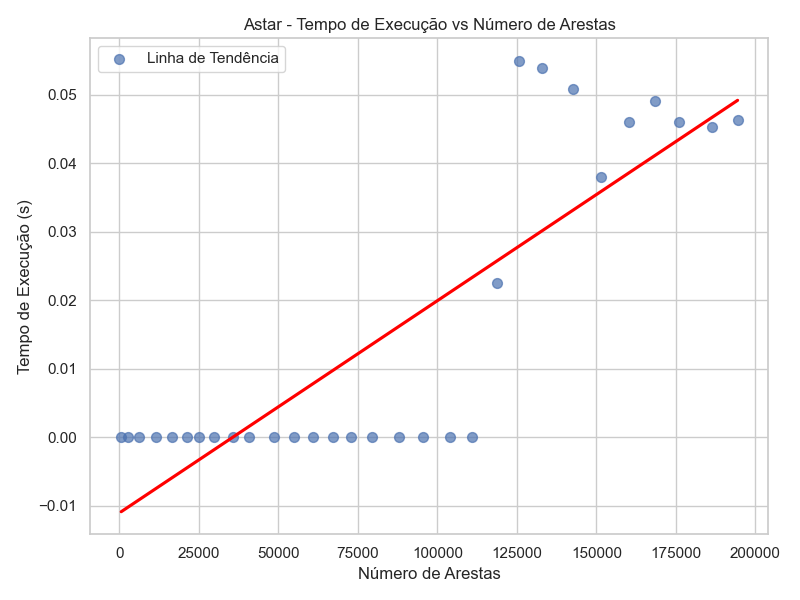 Astar - Tempo de Execução vs Número de Arestas
Linha de Tendência
Tempo de Execução (s)
0.05
0.04
0.03
0.02
0.01
0.00
−0.01
0 25000 50000 75000 100000 125000 150000 175000 200000
Número de Arestas